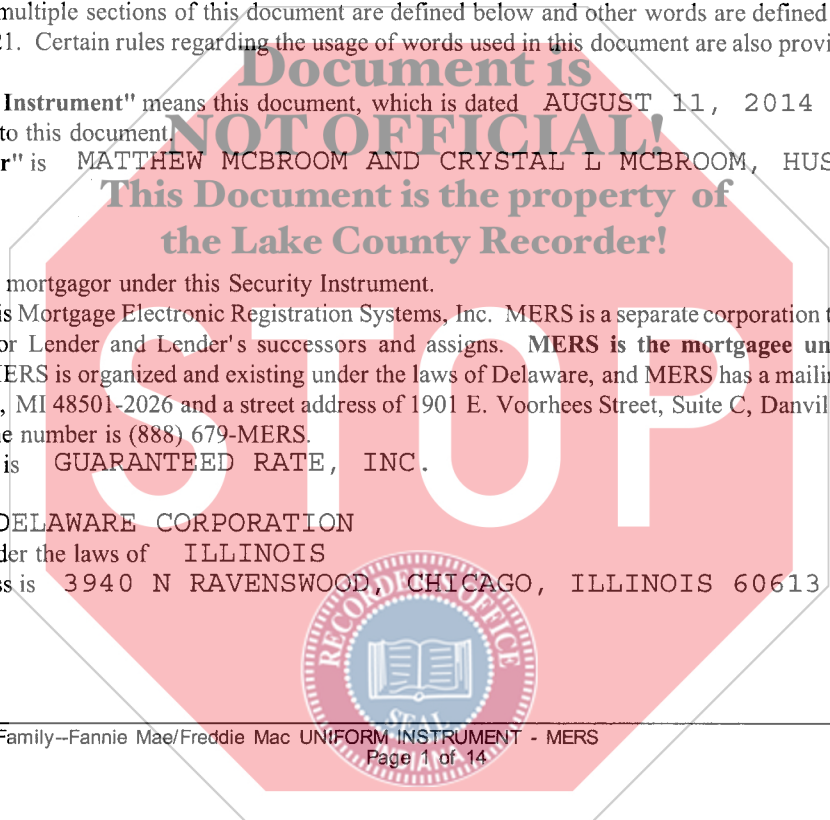 multiple sections of this document are defined below and other words are defined
21. Certain rules regarding the usage of words used in this document are also provi
Document is
Instrument" means this document, which is dated AUGUST 11, 2014
to this document.
NOT OFFICIAL!
r" is MATTHEW MCBROOM AND CRYSTAL L MCBROOM, HUS
This Document is the property of
the Lake County Recorder!
mortgagor under this Security Instrument.
is Mortgage Electronic Registration Systems, Inc. MERS is a separate corporation t
or Lender and Lender's successors and assigns. MERS is the mortgagee un
MERS is organized and existing under the laws of Delaware, and MERS has a mailin
, MI 48501-2026 and a street address of 1901 E. Voorhees Street, Suite C, Danvil
e number is (888) 679-MERS.
STOP
is GUARANTEED RATE, INC.
DELAWARE CORPORATION
der the laws of ILLINOIS
ss is 3940 N RAVENSWOOD, CHICAGO, ILLINOIS 60613
RECORDER'S OFFICE
SEAL
INDIANA
Family--Fannie Mae/Freddie Mac UNIFORM INSTRUMENT - MERS
Page 1 of 14